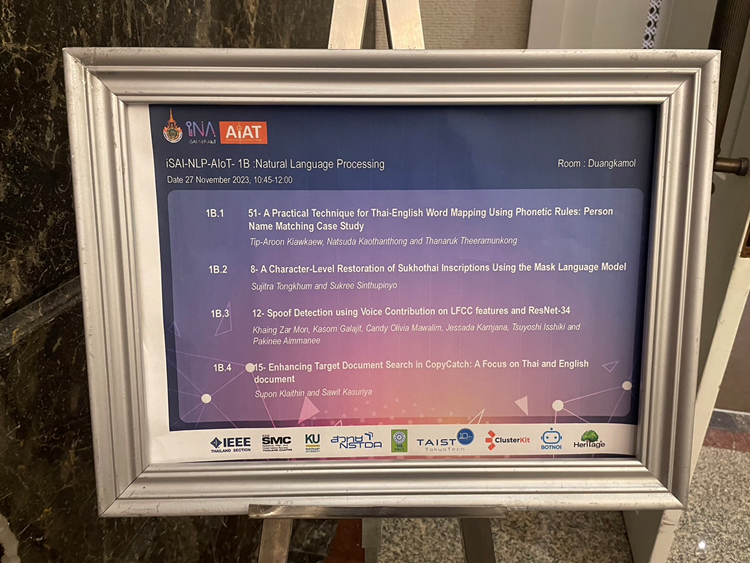 iNA
AiAT
iSAI-NLP-AIoT- 1B :Natural Language Processing
Room : Duangkamol
Date 27 November 2023, 10:45-12:00
1B.1 51- A Practical Technique for Thai-English Word Mapping Using Phonetic Rules: Person
Name Matching Case Study
Tip-Aroon Kiawkaew, Natsuda Kaothanthong and Thanaruk Theeramunkong
1B.2 8- A Character-Level Restoration of Sukhothai Inscriptions Using the Mask Language Model
Sujitra Tongkhum and Sukree Sinthupinyo
1B.3 12- Spoof Detection using Voice Contribution on LFCC features and ResNet-34
Khaing Zar Mon, Kasorn Galajit, Candy Olivia Mawalim, Jessada Karnjana, Tsuyoshi Isshiki and
Pakinee Aimmanee
1B.4 15- Enhancing Target Document Search in CopyCatch: A Focus on Thai and English
document
Supon Klaithin and Sawit Kasuriya
IEEE
THAILAND SECTION
SMC
KU
สวทช
NSTDA
TAIST
TokyoTech
ClusterKit
BOTNOI
Heritage